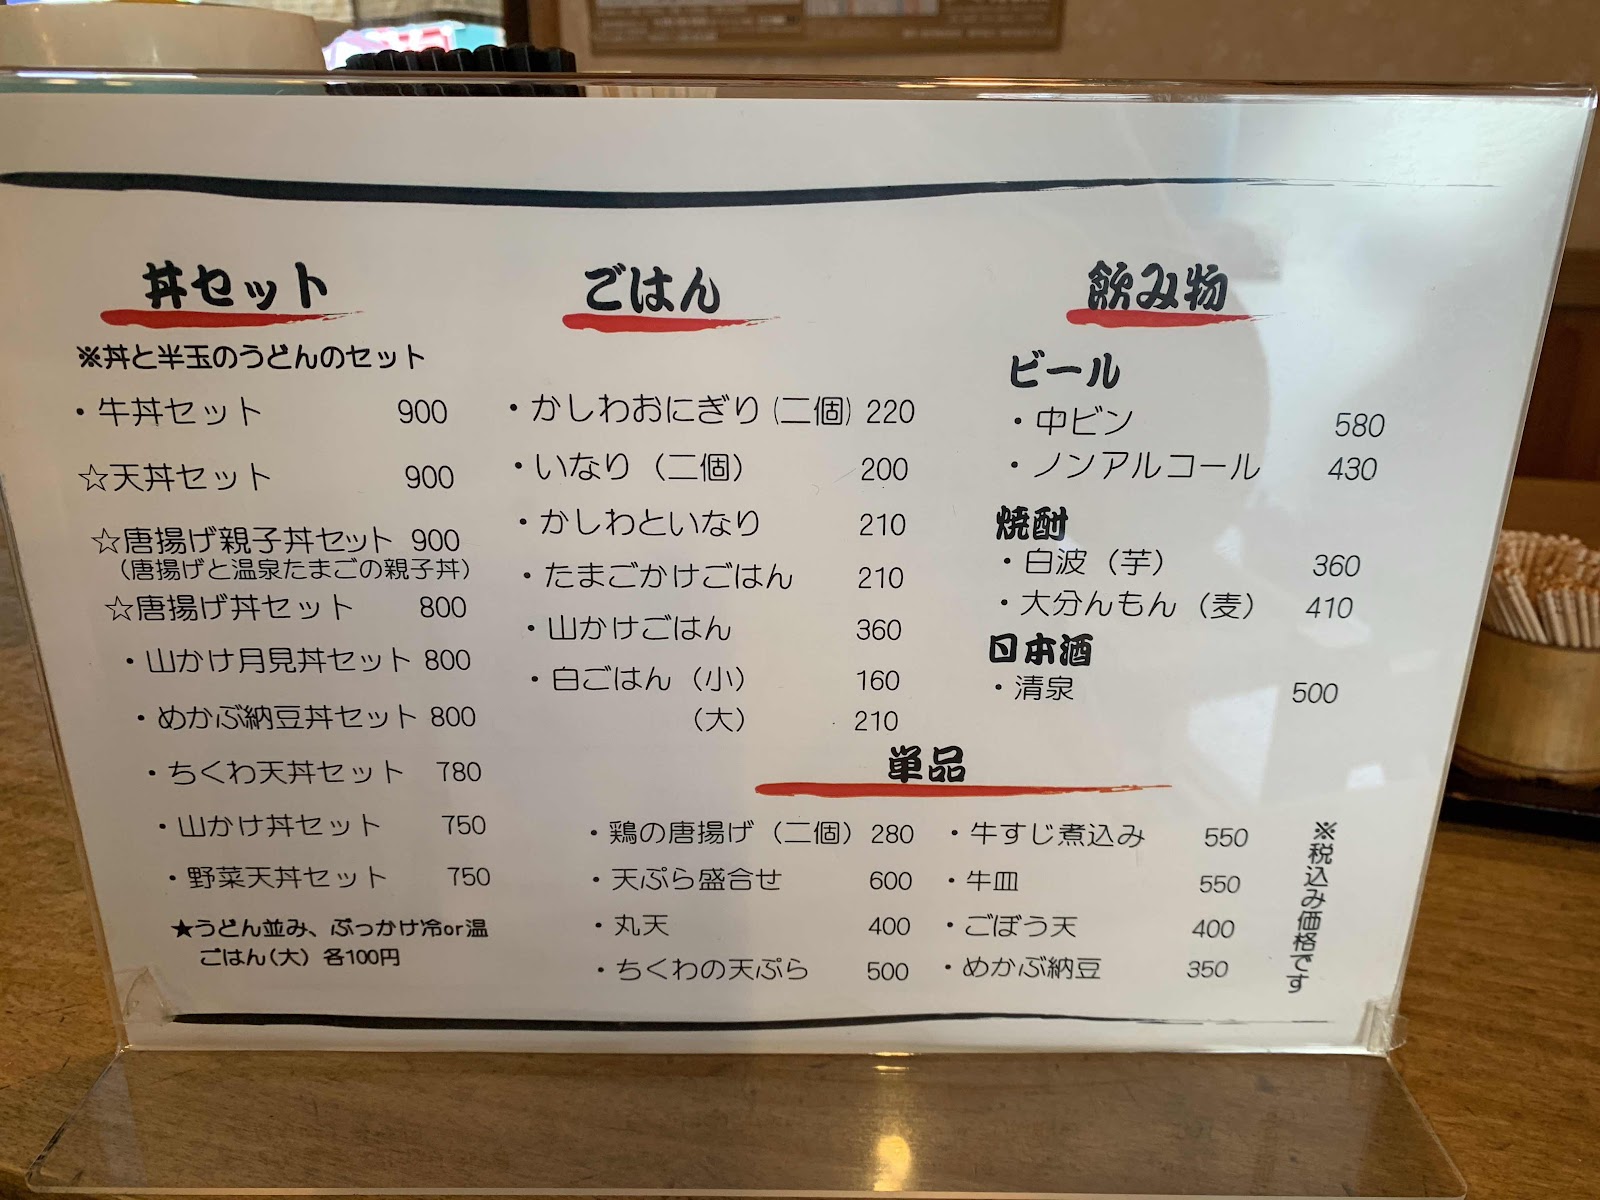 丼セット
※丼と半玉のうどんのセット
・牛丼セット 900
☆天丼セット 900
☆唐揚げ親子丼セット 900
（唐揚げと温泉たまごの親子丼）
☆唐揚げ丼セット 800
・山かけ月見丼セット 800
・めかぶ納豆丼セット 800
・ちくわ天丼セット 780
・山かけ丼セット 750
・野菜天丼セット 750
★うどん並み、ぶっかけ冷or温
ごはん(大) 各100円
ごはん
・かしわおにぎり(二個) 220
・いなり（二個） 200
・かしわといなり 210
・たまごかけごはん 210
・山かけごはん 360
・白ごはん（小） 160
（大） 210
飲み物
ビール
・中ビン 580
・ノンアルコール 430
焼酎
・白波（芋） 360
・大分んもん（麦） 410
日本酒
・清泉 500
単品
・鶏の唐揚げ（二個） 280
・天ぷら盛合せ 600
・丸天 400
・ちくわの天ぷら 500
・牛すじ煮込み 550
・牛皿 550
・ごぼう天 400
・めかぶ納豆 350
※税込み価格です